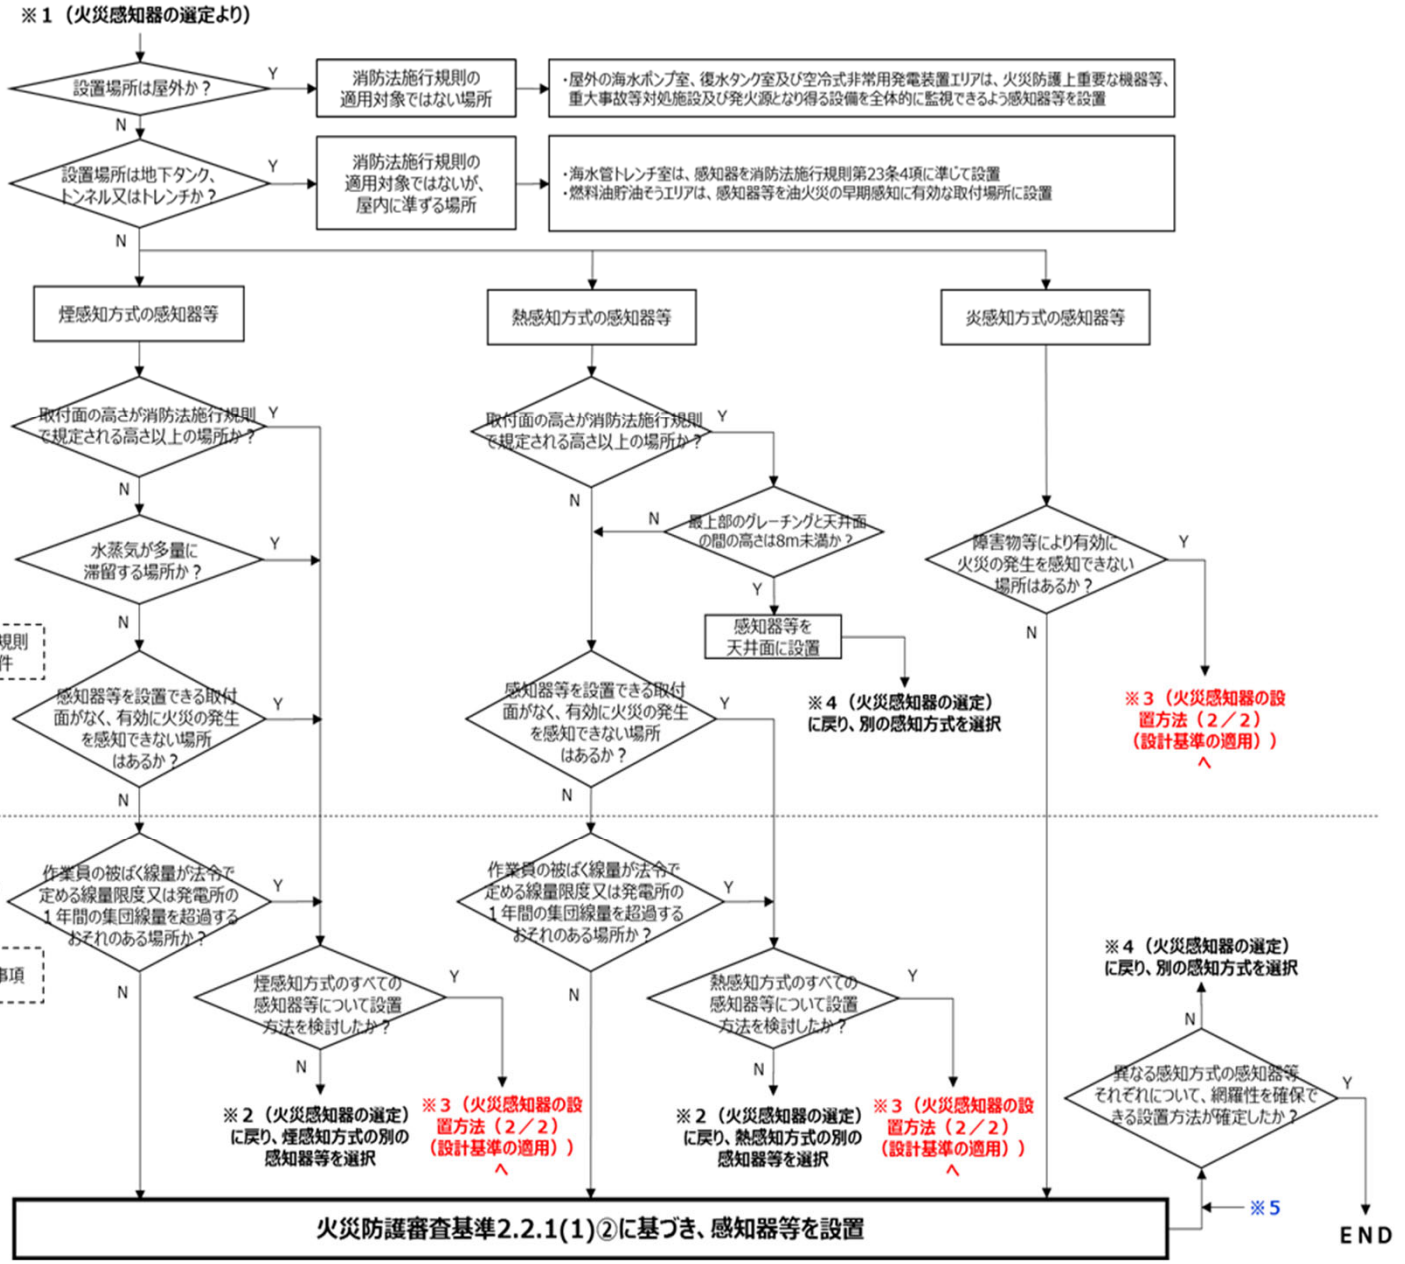 ※１（火災感知器の選定より）
設置場所は屋外か？
Y
消防法施行規則の
適用対象ではない場所
・屋外の海水ポンプ室、復水タンク室及び空冷式非常用発電装置エリアは、火災防護上重要な機器等、
重大事故等対処施設及び発火源となり得る設備を全体的に監視できるよう感知器等を設置
N
設置場所は地下タンク、
トンネル又はトレンチか？
Y
消防法施行規則の
適用対象ではないが、
屋内に準ずる場所
・海水管トレンチ室は、感知器を消防法施行規則第23条4項に準じて設置
・燃料油貯油そうエリアは、感知器等を油火災の早期感知に有効な取付場所に設置
N
煙感知方式の感知器等
熱感知方式の感知器等
炎感知方式の感知器等
取付面の高さが消防法施行規則
で規定される高さ以上の場所か？
Y
N
水蒸気が多量に
滞留する場所か？
Y
N
規則
件
感知器等を設置できる取付
面がなく、有効に火災の発生
を感知できない場所
はあるか？
Y
N
作業員の被ばく線量が法令で
定める線量限度又は発電所の
１年間の集団線量を超過する
おそれのある場所か？
Y
事項
N
煙感知方式のすべての
感知器等について設置
方法を検討したか？
Y
N
※２（火災感知器の選定）
に戻り、煙感知方式の別の
感知器等を選択
※３（火災感知器の設
置方法（２／２）
（設計基準の適用））
へ
取付面の高さが消防法施行規則
で規定される高さ以上の場所か？
Y
N
最上部のグレーチングと天井面
の間の高さは8m未満か？
N
Y
感知器等を
天井面に設置
※４（火災感知器の選定）
に戻り、別の感知方式を選択
感知器等を設置できる取付
面がなく、有効に火災の発生
を感知できない場所
はあるか？
Y
N
作業員の被ばく線量が法令で
定める線量限度又は発電所の
１年間の集団線量を超過する
おそれのある場所か？
Y
N
熱感知方式のすべての
感知器等について設置
方法を検討したか？
Y
N
※２（火災感知器の選定）
に戻り、熱感知方式の別の
感知器等を選択
※３（火災感知器の設
置方法（２／２）
（設計基準の適用））
へ
障害物等により有効に
火災の発生を感知できない
場所はあるか？
Y
N
※３（火災感知器の設
置方法（２／２）
（設計基準の適用））
へ
※４（火災感知器の選定）
に戻り、別の感知方式を選択
N
異なる感知方式の感知器等
それぞれについて、網羅性を確保で
きる設置方法が確定したか？
Y
※５
END
火災防護審査基準2.2.1(1)②に基づき、感知器等を設置